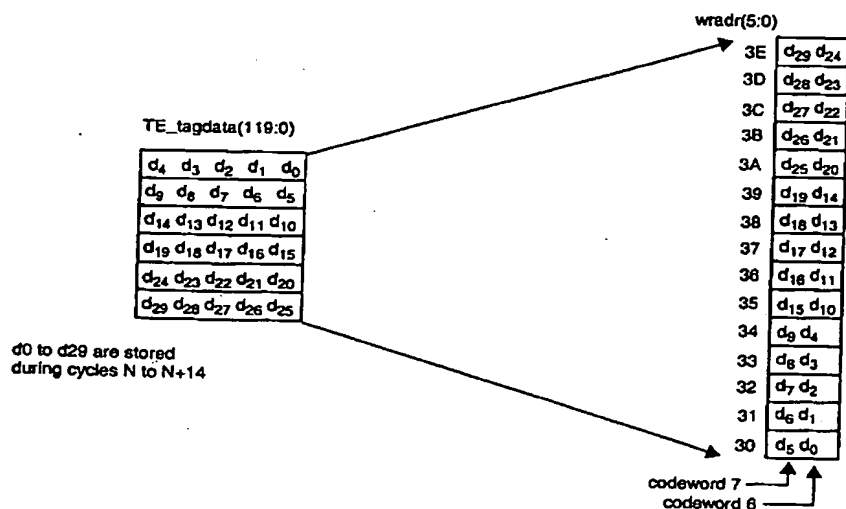 wradr(5:0)
3E d29 d24
3D d28 d23
3C d27 d22
3B d26 d21
3A d25 d20
39 d19 d14
38 d18 d13
37 d17 d12
36 d16 d11
35 d15 d10
34 d9 d4
33 d8 d3
32 d7 d2
31 d6 d1
30 d5 d0
codeword 7
codeword 6
TE_tagdata(119:0)
d4 d3 d2 d1 d0
d9 d8 d7 d6 d5
d14 d13 d12 d11 d10
d19 d18 d17 d16 d15
d24 d23 d22 d21 d20
d29 d28 d27 d26 d25
d0 to d29 are stored
during cycles N to N+14